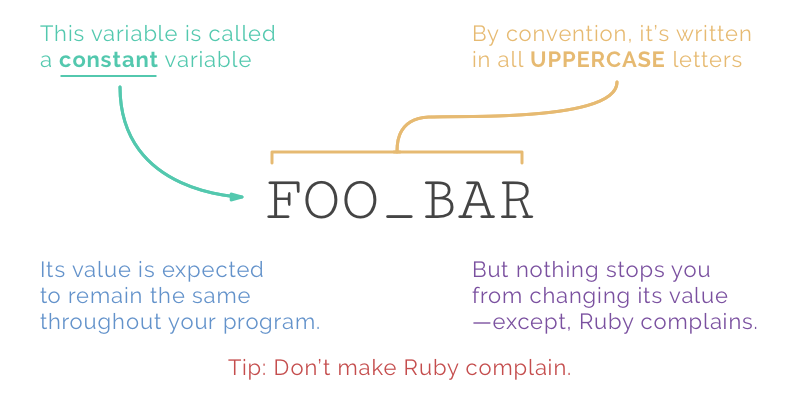 This variable is called
a constant variable
By convention, it’s written
in all UPPERCASE letters
FOO_BAR
Its value is expected
to remain the same
throughout your program.
But nothing stops you
from changing its value
—except, Ruby complains.
Tip: Don’t make Ruby complain.